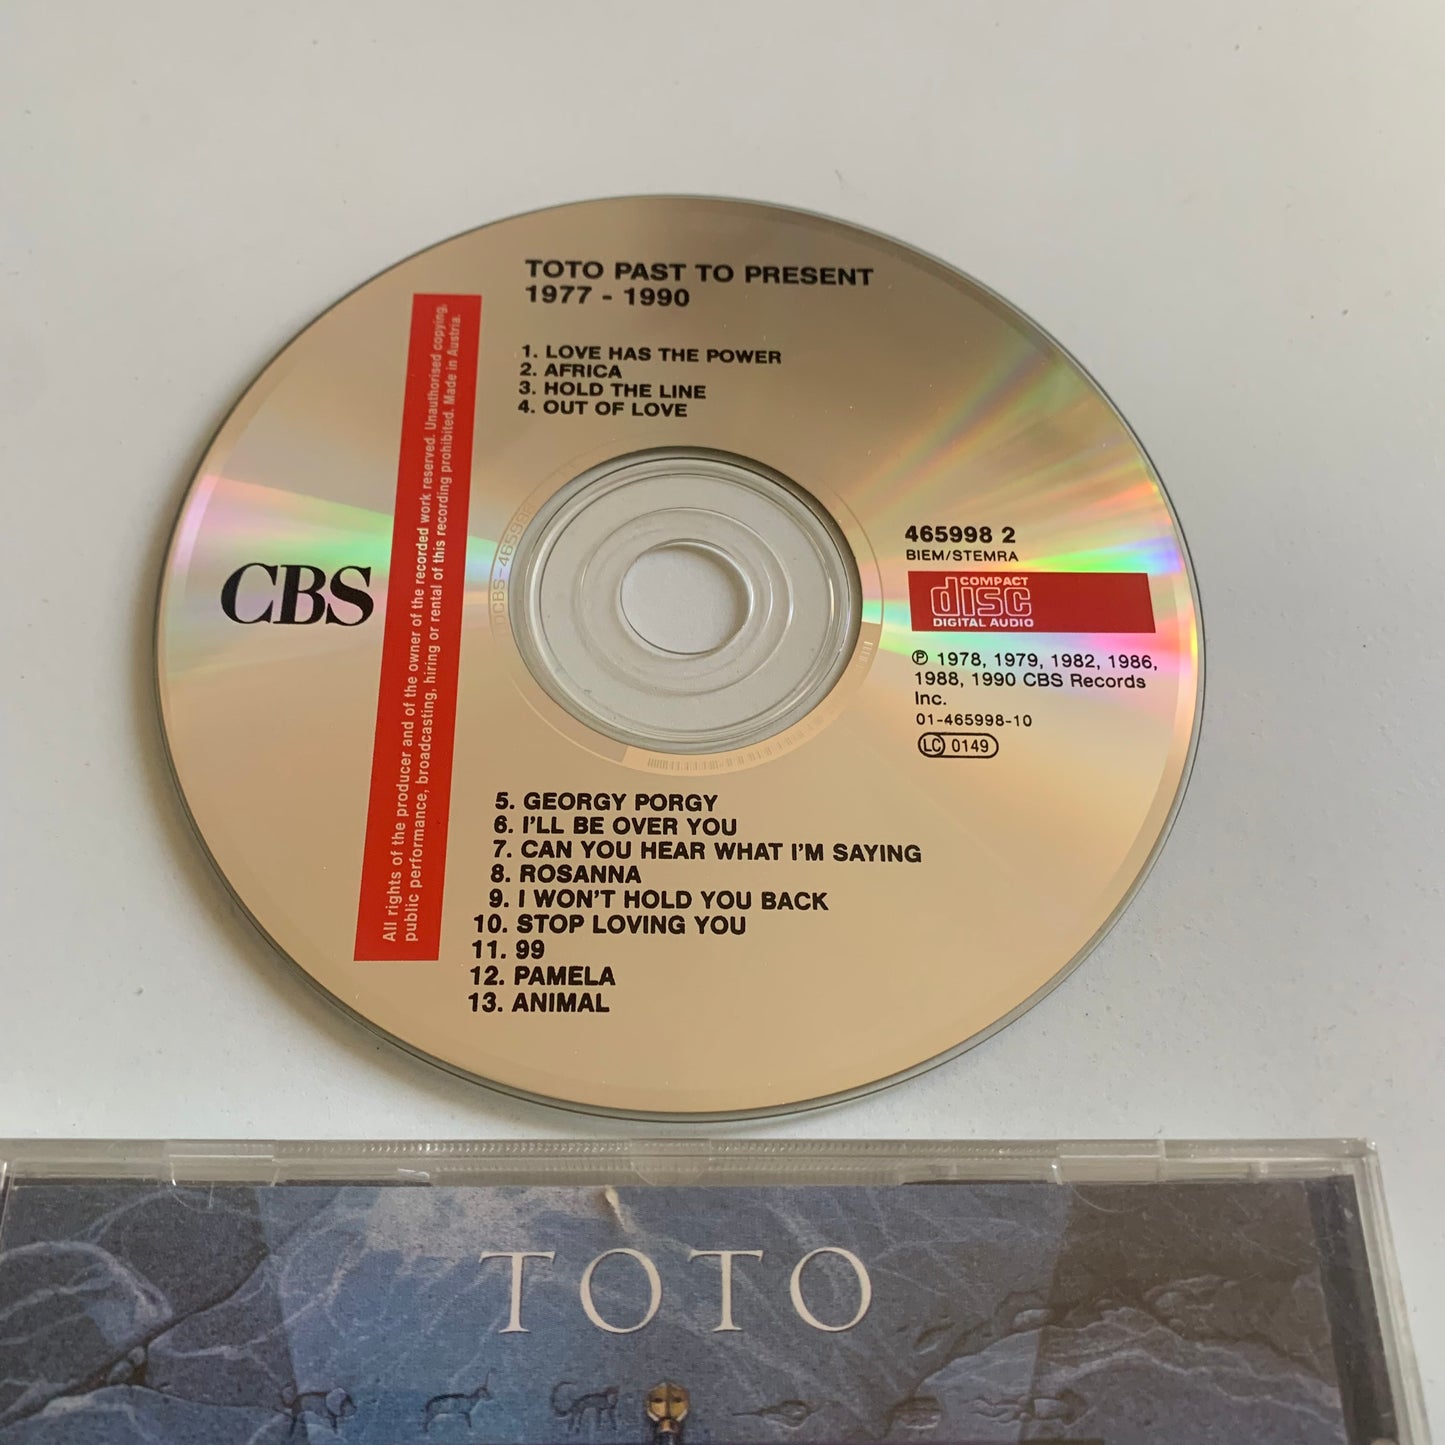 TOTO PAST TO PRESENT
1977 - 1990
1. LOVE HAS THE POWER
2. AFRICA
3. HOLD THE LINE
4. OUT OF LOVE
All rights of the producer and of the owner of the recorded work reserved. Unauthorised copying,
public performance, broadcasting, hiring or rental of this recording prohibited. Made in Austria.
CBS
DCBS-465998
465998 2
BIEM/STEMRA
COMPACT
disc
DIGITAL AUDIO
℗ 1978, 1979, 1982, 1986,
1988, 1990 CBS Records
Inc.
01-465998-10
LC 0149
5. GEORGY PORGY
6. I'LL BE OVER YOU
7. CAN YOU HEAR WHAT I'M SAYING
8. ROSANNA
9. I WON'T HOLD YOU BACK
10. STOP LOVING YOU
11. 99
12. PAMELA
13. ANIMAL
TOTO